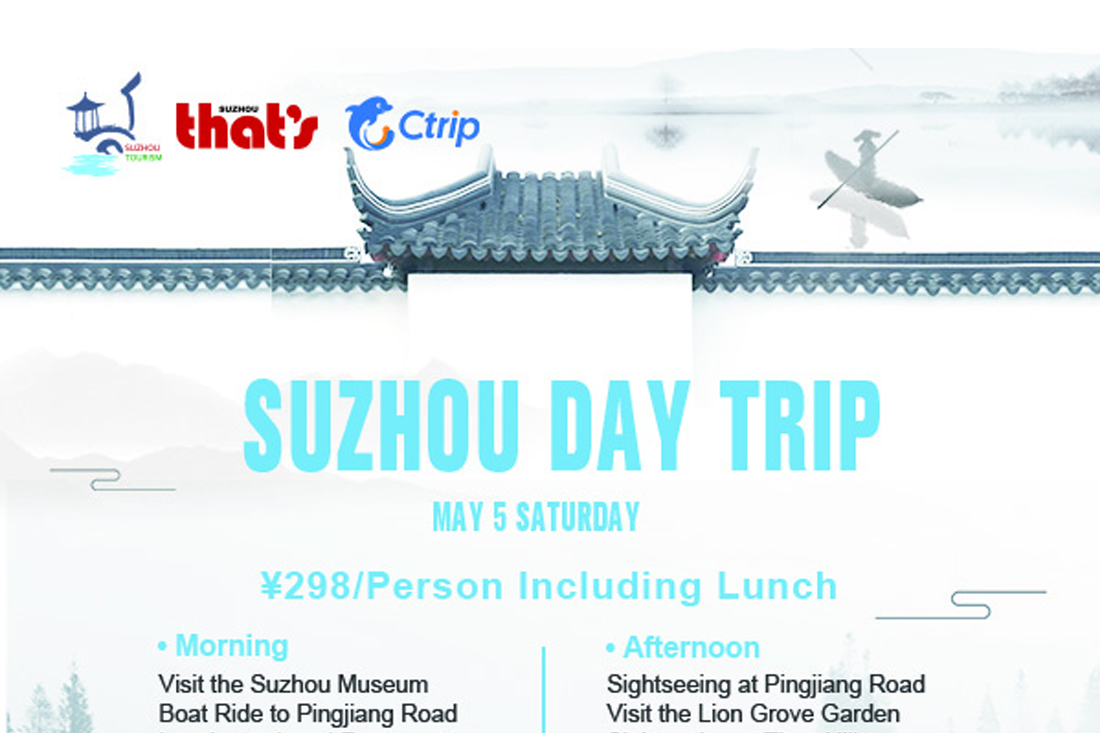 SUZHOU
TOURISM
SUZHOU
that's
Ctrip
SUZHOU DAY TRIP
MAY 5 SATURDAY
¥298/Person Including Lunch
• Morning
Visit the Suzhou Museum
Boat Ride to Pingjiang Road
• Afternoon
Sightseeing at Pingjiang Road
Visit the Lion Grove Garden